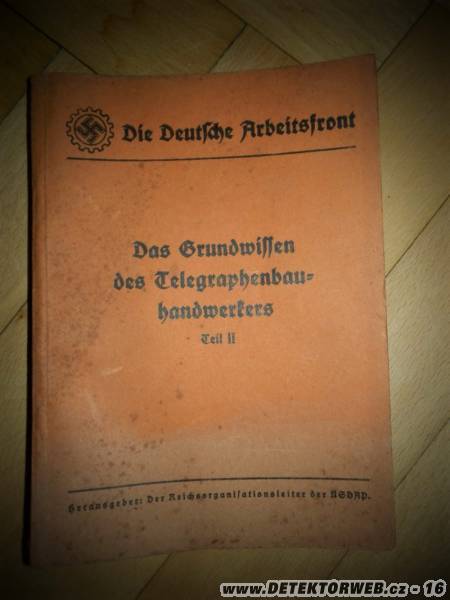 Die Deutsche Arbeitsfront
Das Grundwissen
des Telegraphenbau=
handwerkers
Teil II
Herausgeber: Der Reichsorganisationsleiter der NSDAP.
www.DETEKTORWEB.cz - 16